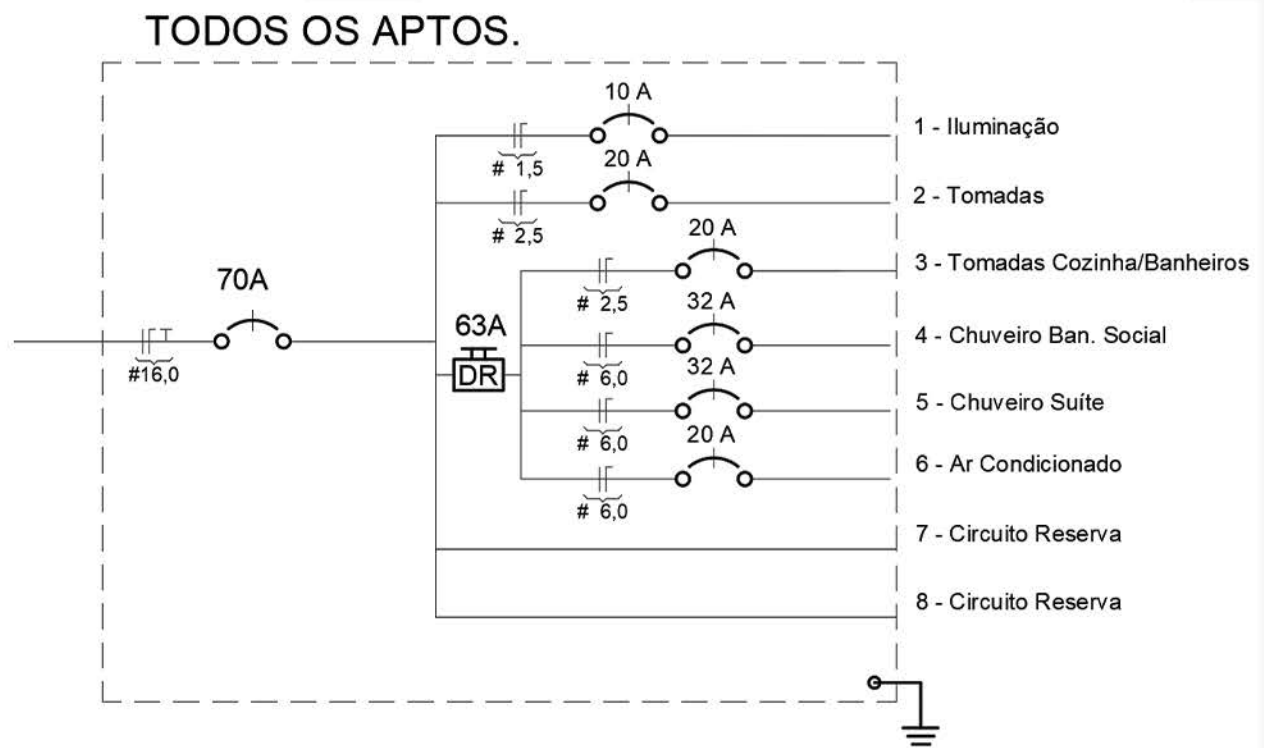 TODOS OS APTOS.
10 A
1 - Iluminação
# 1,5
20 A
2 - Tomadas
# 2,5
20 A
3 - Tomadas Cozinha/Banheiros
70A
# 2,5
32 A
63A
4 - Chuveiro Ban. Social
#16,0
DR
# 6,0
32 A
5 - Chuveiro Suíte
# 6,0
20 A
6 - Ar Condicionado
# 6,0
7 - Circuito Reserva
8 - Circuito Reserva